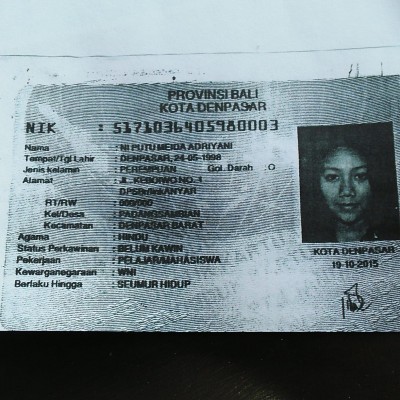 PROVINSI BALI
KOTA DENPASAR
NIK : 5171036405980003
Nama : NI PUTU MEIDA ADRIYANI
Tempat/Tgl Lahir : DENPASAR, 24-05-1998
Jenis kelamin : PEREMPUAN Gol. Darah : O
Alamat : JL. KEBOIWO NO. 1
RT/RW : 000/000
Kel/Desa : PADANGSAMBIAN
Kecamatan : DENPASAR BARAT
Agama : HINDU
Status Perkawinan : BELUM KAWIN
Pekerjaan : PELAJAR/MAHASISWA
Kewarganegaraan : WNI
Berlaku Hingga : SEUMUR HIDUP
KOTA DENPASAR
19-10-2015